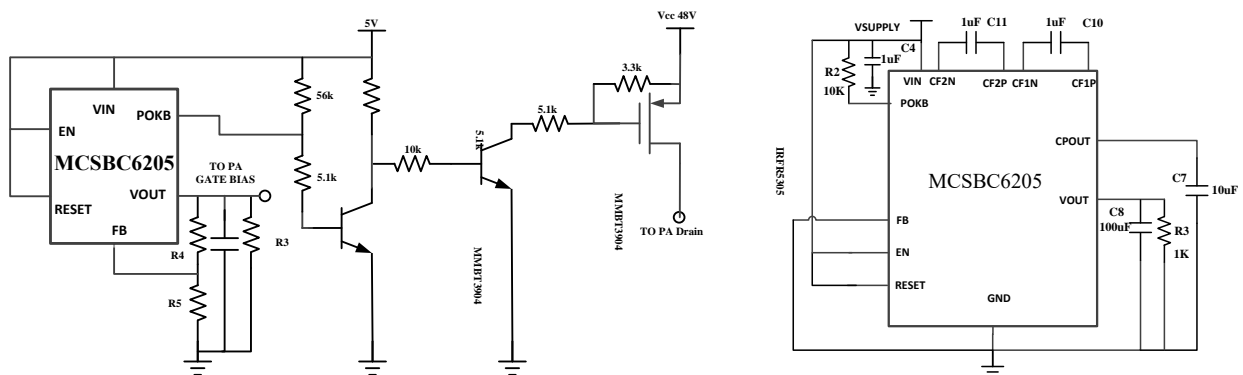 5V
Vcc 48V
VIN
POKB
EN
MCSBC6205
VOUT
RESET
FB
TO PA
GATE BIAS
R4
R3
R5
56k
5.1k
10k
5.1k
MMBT3904
5.1k
3.3k
MMBT3904
TO PA Drain
IRFR5305
VSUPPLY
C4
1uF
R2
10K
1uF
C11
1uF
C10
VIN
CF2N
CF2P
CF1N
CF1P
POKB
CPOUT
MCSBC6205
VOUT
FB
EN
RESET
GND
C7
10uF
C8
100uF
R3
1K